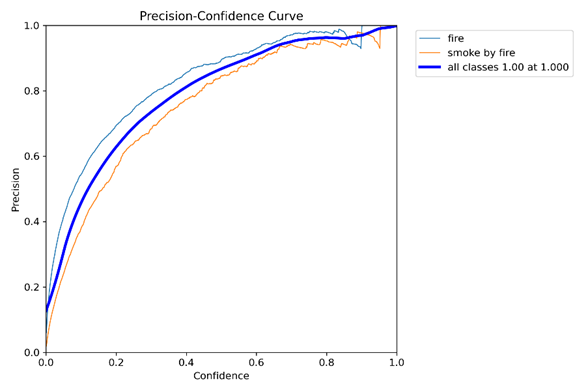 Precision-Confidence Curve
fire
smoke by fire
all classes 1.00 at 1.000
1.0
0.8
0.6
0.4
0.2
0.0
Precision
0.0 0.2 0.4 0.6 0.8 1.0
Confidence